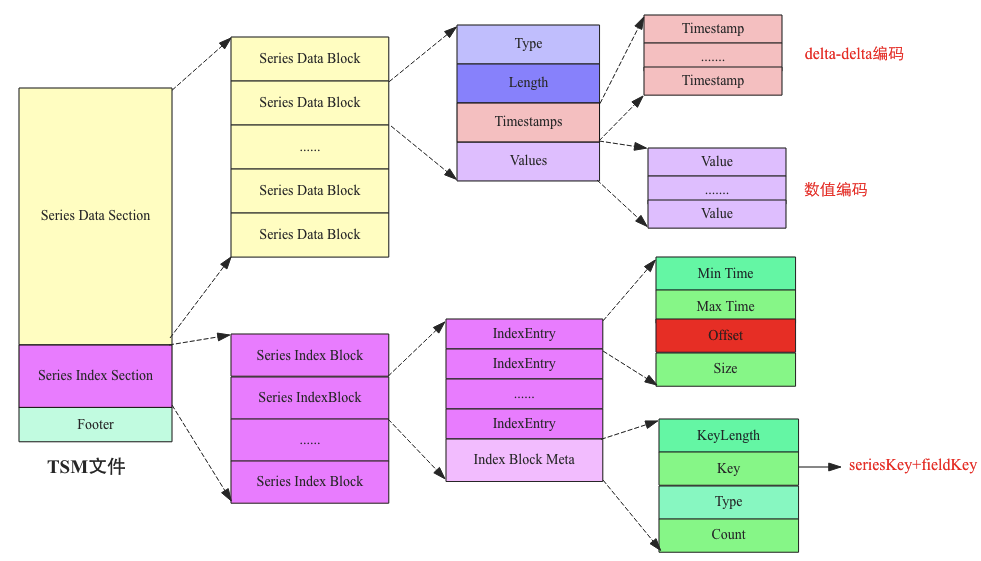 Series Data Section
Series Index Section
Footer
TSM文件
Series Data Block
Series Data Block
......
Series Data Block
Series Data Block
Type
Length
Timestamps
Values
Timestamp
.......
Timestamp
delta-delta编码
Value
.......
Value
数值编码
Series Index Block
Series IndexBlock
......
Series Index Block
IndexEntry
IndexEntry
......
IndexEntry
Index Block Meta
Min Time
Max Time
Offset
Size
KeyLength
Key
Type
Count
seriesKey+fieldKey